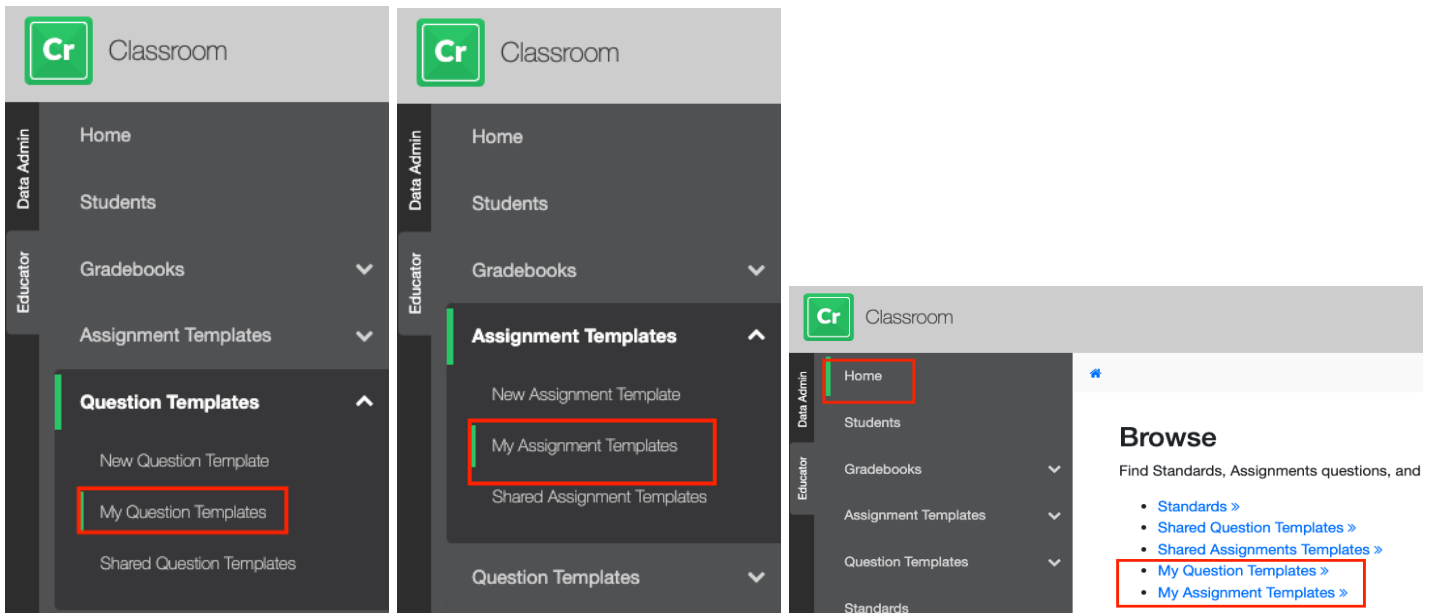 Cr Classroom
Data Admin
Educator
Home
Students
Gradebooks
Assignment Templates
Question Templates
New Question Template
My Question Templates
Shared Question Templates
Cr Classroom
Data Admin
Educator
Home
Students
Gradebooks
Assignment Templates
New Assignment Template
My Assignment Templates
Shared Assignment Templates
Question Templates
Cr Classroom
Data Admin
Educator
Home
Students
Gradebooks
Assignment Templates
Question Templates
Standards
Browse
Find Standards, Assignments questions, and
• Standards »
• Shared Question Templates »
• Shared Assignments Templates »
• My Question Templates »
• My Assignment Templates »